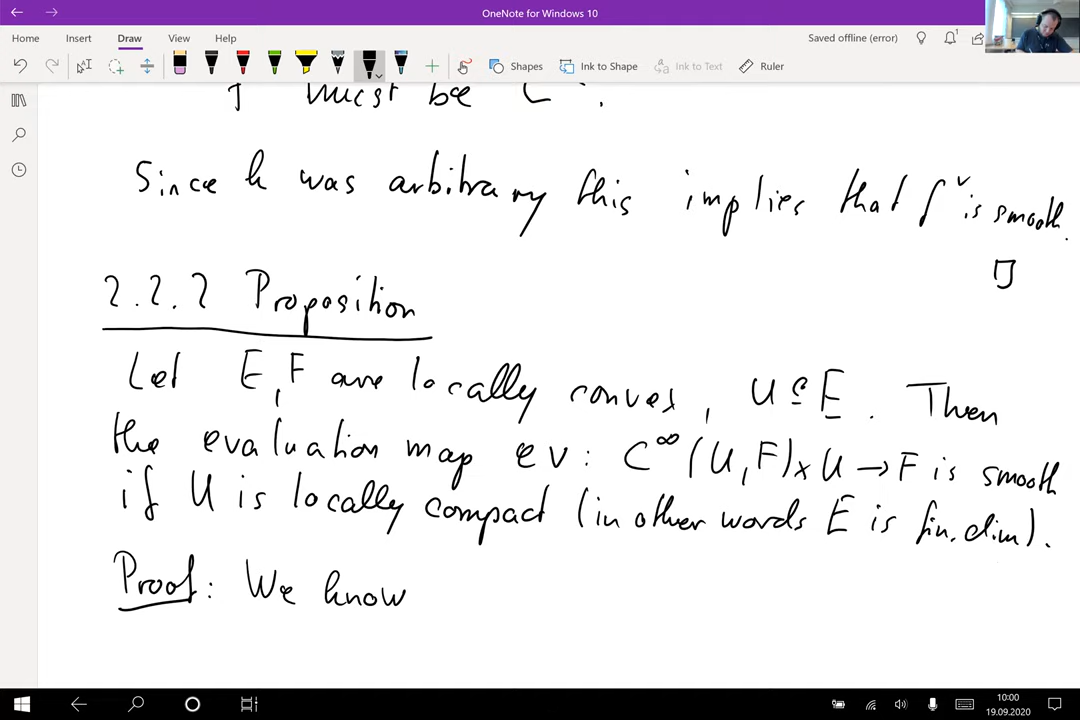 OneNote for Windows 10
Home Insert Draw View Help
Saved offline (error)
Shapes Ink to Shape Ink to Text Ruler
must be C
Since h was arbitrary this implies that f^∨ is smooth.
□
2.2.2 Proposition
Let E, F are locally convex, U ⊆ E. Then
the evaluation map ev: C^∞(U,F) × U → F is smooth
if U is locally compact (in other words E is fin. dim).
Proof: We know
10:00
19.09.2020